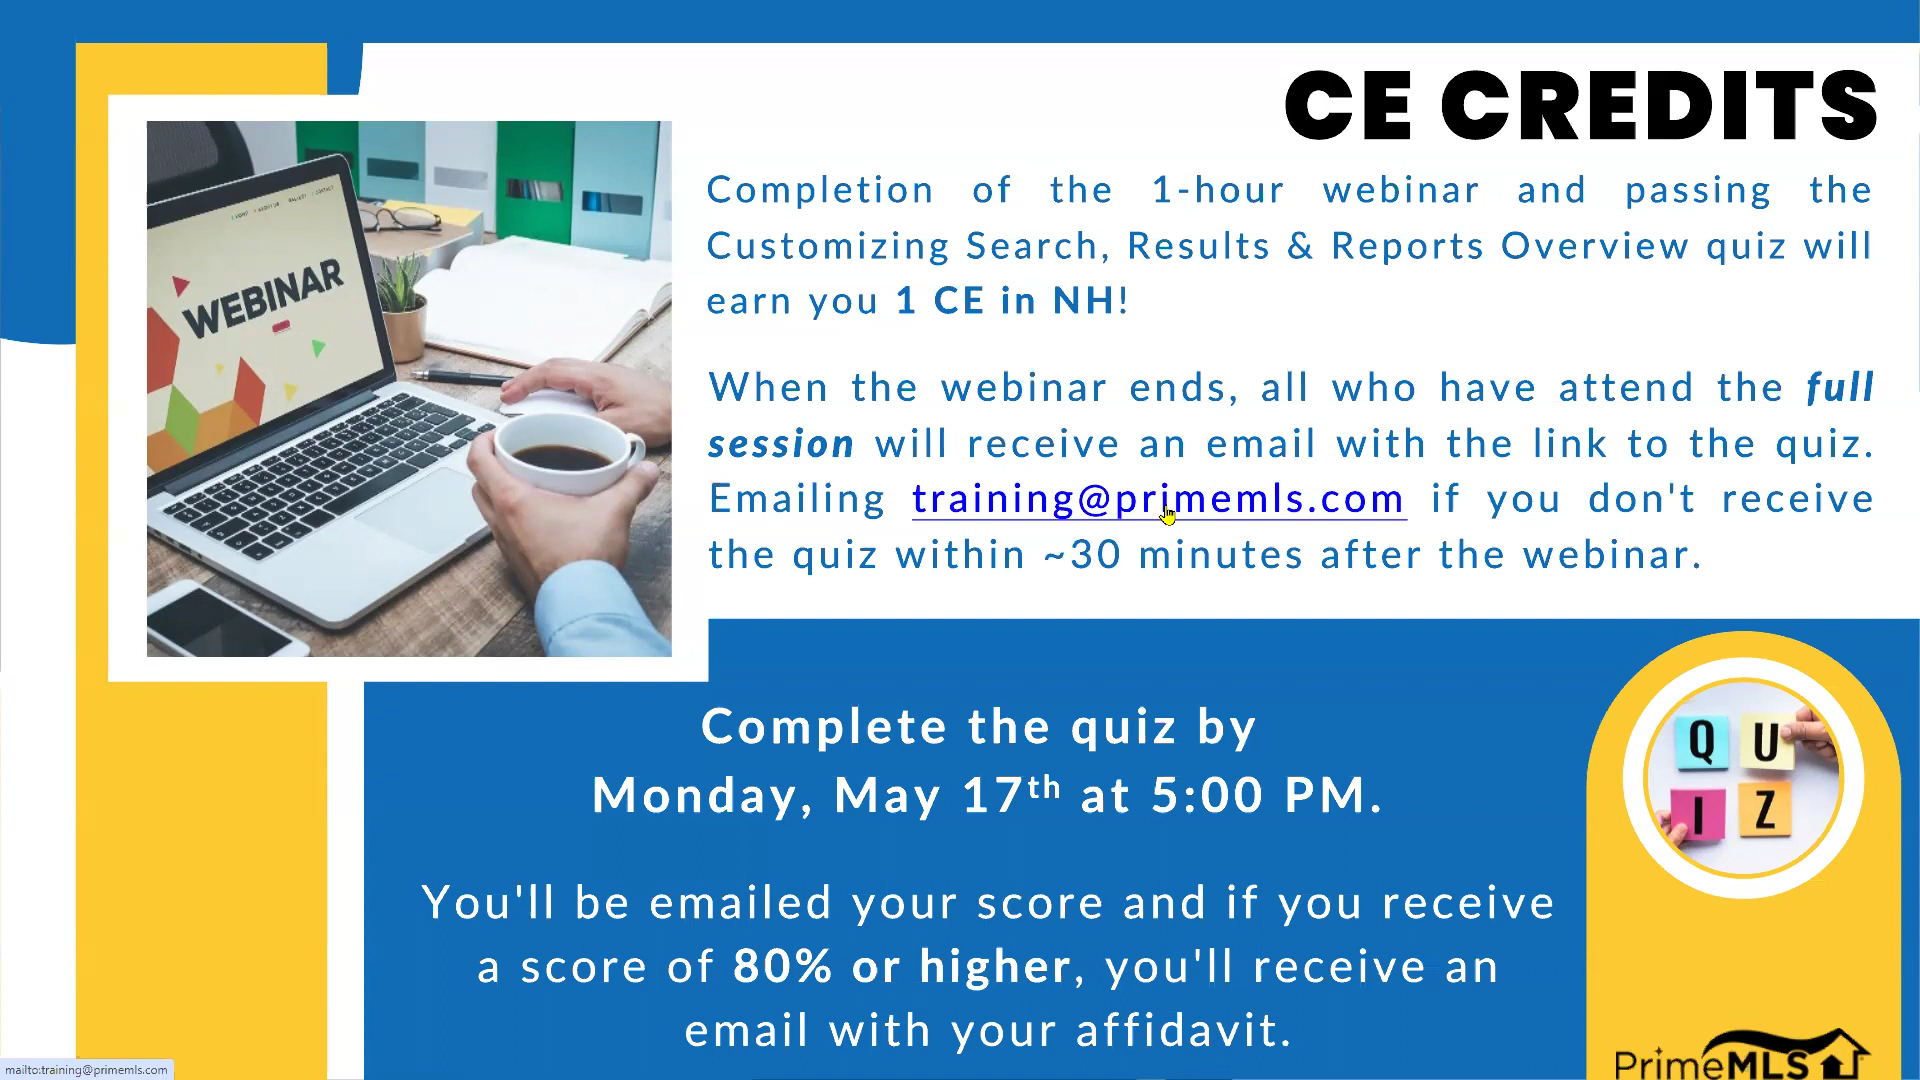 CE CREDITS
Completion of the 1-hour webinar and passing the
Customizing Search, Results & Reports Overview quiz will
earn you 1 CE in NH!
When the webinar ends, all who have attend the full
session will receive an email with the link to the quiz.
Emailing training@primemls.com if you don't receive
the quiz within ~30 minutes after the webinar.
WEBINAR
Complete the quiz by
Monday, May 17th at 5:00 PM.
You'll be emailed your score and if you receive
a score of 80% or higher, you'll receive an
email with your affidavit.
Q U
I Z
PrimeMLS
mailto:training@primemls.com